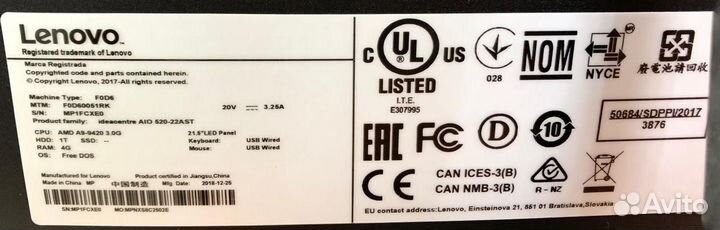 Lenovo™
Registered trademark of Lenovo
Marca Registrada
Copyrighted code and parts contained herein.
© Copyright Lenovo, 2017-All Rights Reserved.
Machine Type: F0D6
MTM: F0D60051RK 20V 3.25A
S/N: MP1FCXE0
Product family: ideacentre AIO 520-22AST
CPU: AMD A9-9420 3.0G 21.5"LED Panel
HDD: 1T SSD: -- Keyboard: USB Wired
RAM: 4G Mouse: USB Wired
OS: Free DOS
Manufactured for Lenovo Product certified in Jiangsu,China
Made in China MP 中国制造 Mfg Date: 2018-12-25
SN:MP1FCXE0 MO:MPNXS8C2502E
C UL US
LISTED
I.T.E.
E307995
028
NOM
NYCE
廢電池請回收
50684/SDPPI/2017
3876
EAC FC D 10
CE
CAN ICES-3(B)
CAN NMB-3(B)
R-NZ
EU contact address:Lenovo, Einsteinova 21, 851 01 Bratislava,Slovakia
Avito